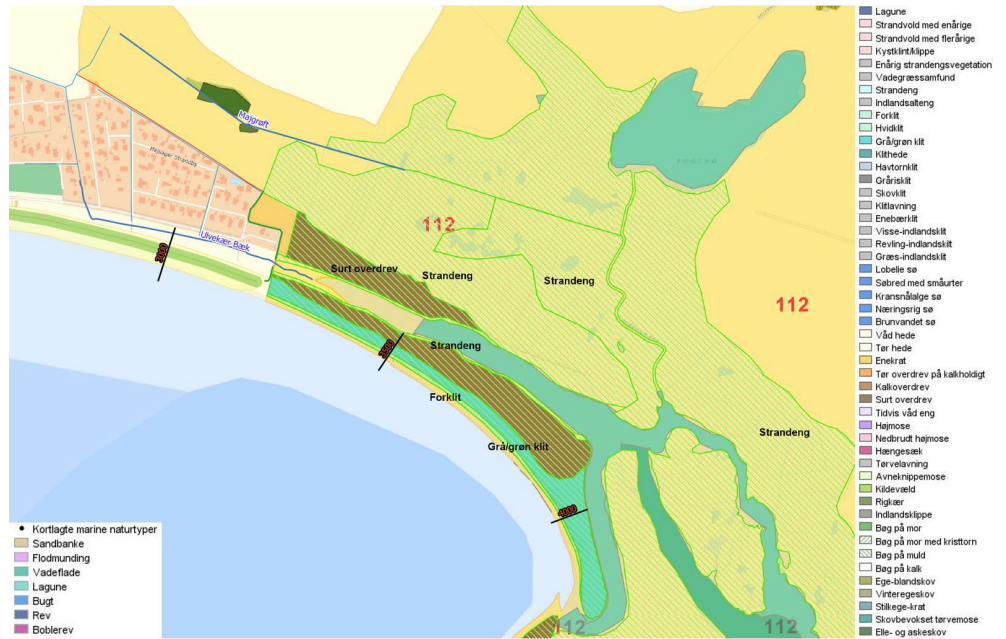 Majgrøft
Ulvekær Bæk
3000
3500
4000
112
112
112
112
Surt overdrev
Strandeng
Strandeng
Strandeng
Strandeng
Forklit
Grå/grøn klit
Kortlagte marine naturtyper
Sandbanke
Flodmunding
Vadeflade
Lagune
Bugt
Rev
Boblerev
Lagune
Strandvold med enårige
Strandvold med flerårige
Kystklint/klippe
Enårig strandengsvegetation
Vadegræssamfund
Strandeng
Indlandsalteng
Forklit
Hvidklit
Grå/grøn klit
Klithede
Havtornklit
Grårisklit
Skovklit
Klitlavning
Enebærklit
Visse-indlandsklit
Revling-indlandsklit
Græs-indlandsklit
Lobelie sø
Søbred med småurter
Kransnålalge sø
Næringsrig sø
Brunvandet sø
Våd hede
Tør hede
Enekrat
Tør overdrev på kalkholdigt
Kalkoverdrev
Surt overdrev
Tidvis våd eng
Højmose
Nedbrudt højmose
Hængesæk
Tørvelavning
Avneknippemose
Kildevæld
Rigkær
Indlandsklippe
Bøg på mor
Bøg på mor med kristtorn
Bøg på muld
Bøg på kalk
Ege-blandskov
Vinteregeskov
Stilkege-krat
Skovbevokset tørvemose
Elle- og askeskov